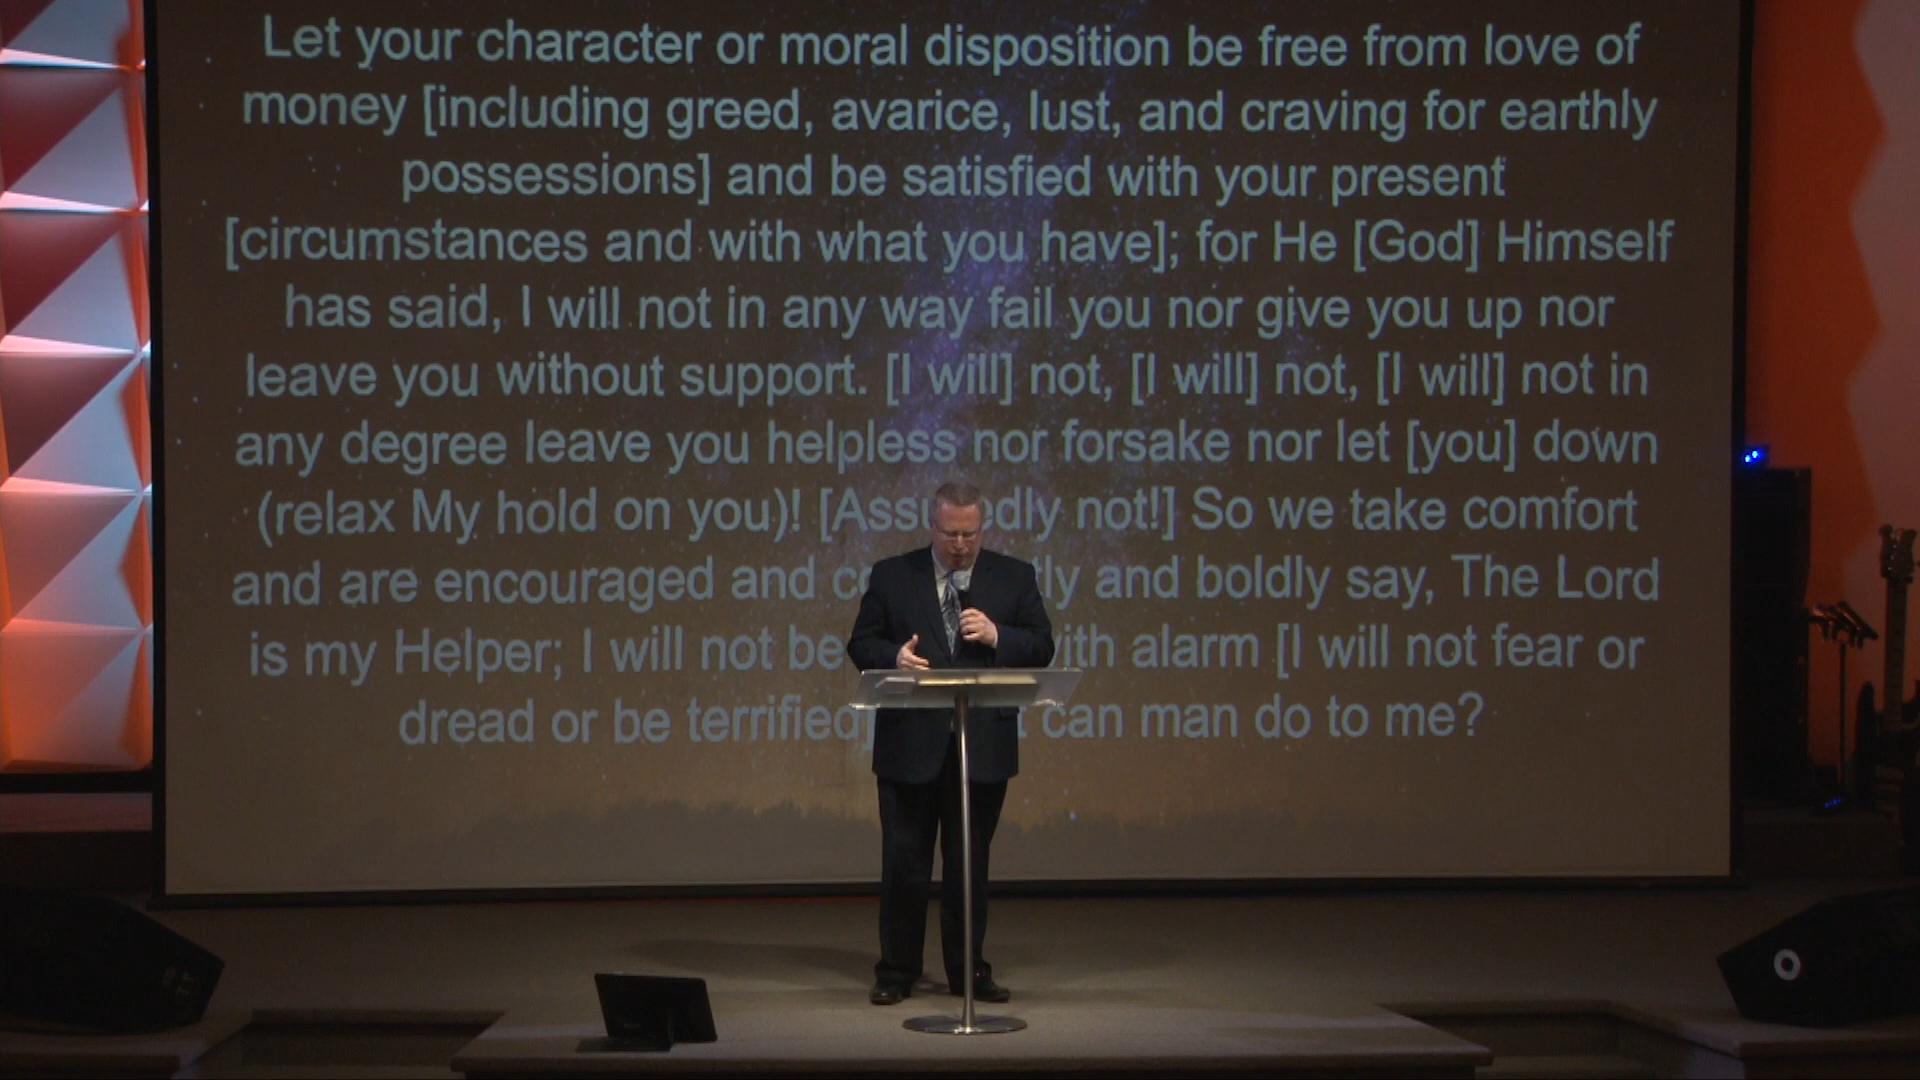 Let your character or moral disposition be free from love of
money [including greed, avarice, lust, and craving for earthly
possessions] and be satisfied with your present
[circumstances and with what you have]; for He [God] Himself
has said, I will not in any way fail you nor give you up nor
leave you without support. [I will] not, [I will] not, [I will] not in
any degree leave you helpless nor forsake nor let [you] down
(relax My hold on you)! not!] So we take comfort
and are encouraged and and boldly say, The Lord
is my Helper; I will not be alarm [I will not fear or
dread or be terrified can man do to me?